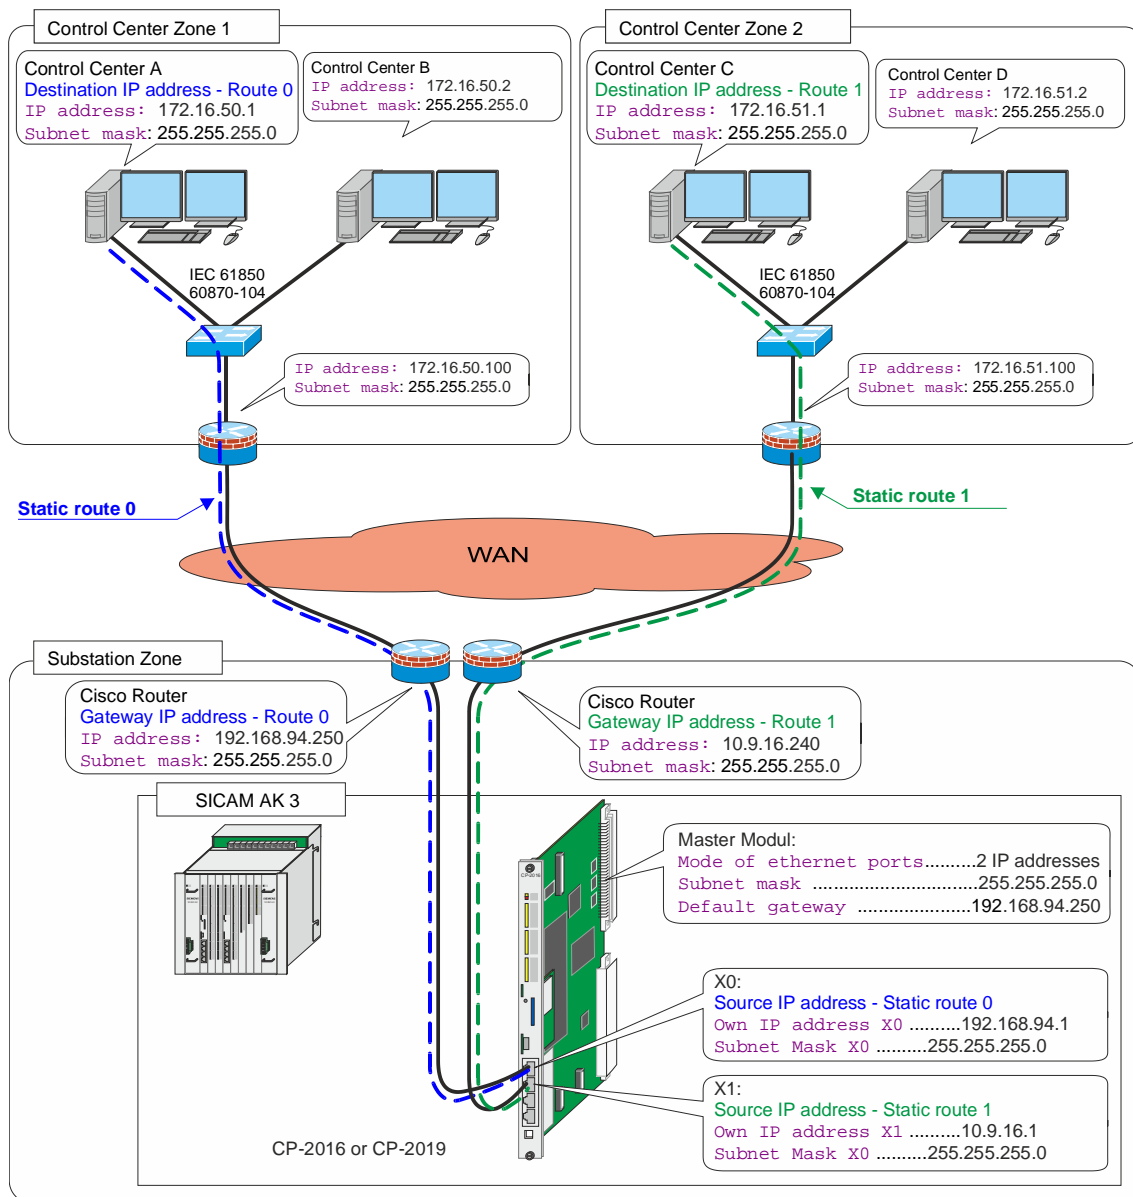 Control Center Zone 1
Control Center Zone 2
Control Center A
Destination IP address - Route 0
IP address: 172.16.50.1
Subnet mask: 255.255.255.0
Control Center B
IP address: 172.16.50.2
Subnet mask: 255.255.255.0
Control Center C
Destination IP address - Route 1
IP address: 172.16.51.1
Subnet mask: 255.255.255.0
Control Center D
IP address: 172.16.51.2
Subnet mask: 255.255.255.0
IEC 61850
60870-104
IEC 61850
60870-104
IP address: 172.16.50.100
Subnet mask: 255.255.255.0
IP address: 172.16.51.100
Subnet mask: 255.255.255.0
Static route 0
Static route 1
WAN
Substation Zone
Cisco Router
Gateway IP address - Route 0
IP address: 192.168.94.250
Subnet mask: 255.255.255.0
Cisco Router
Gateway IP address - Route 1
IP address: 10.9.16.240
Subnet mask: 255.255.255.0
SICAM AK 3
CP-2016
Master Modul:
Mode of ethernet ports..........2 IP addresses
Subnet mask ................................255.255.255.0
Default gateway ......................192.168.94.250
X0:
Source IP address - Static route 0
Own IP address X0 ..........192.168.94.1
Subnet Mask X0 ..........255.255.255.0
X1:
Source IP address - Static route 1
Own IP address X1 ..........10.9.16.1
Subnet Mask X0 ..........255.255.255.0
CP-2016 or CP-2019